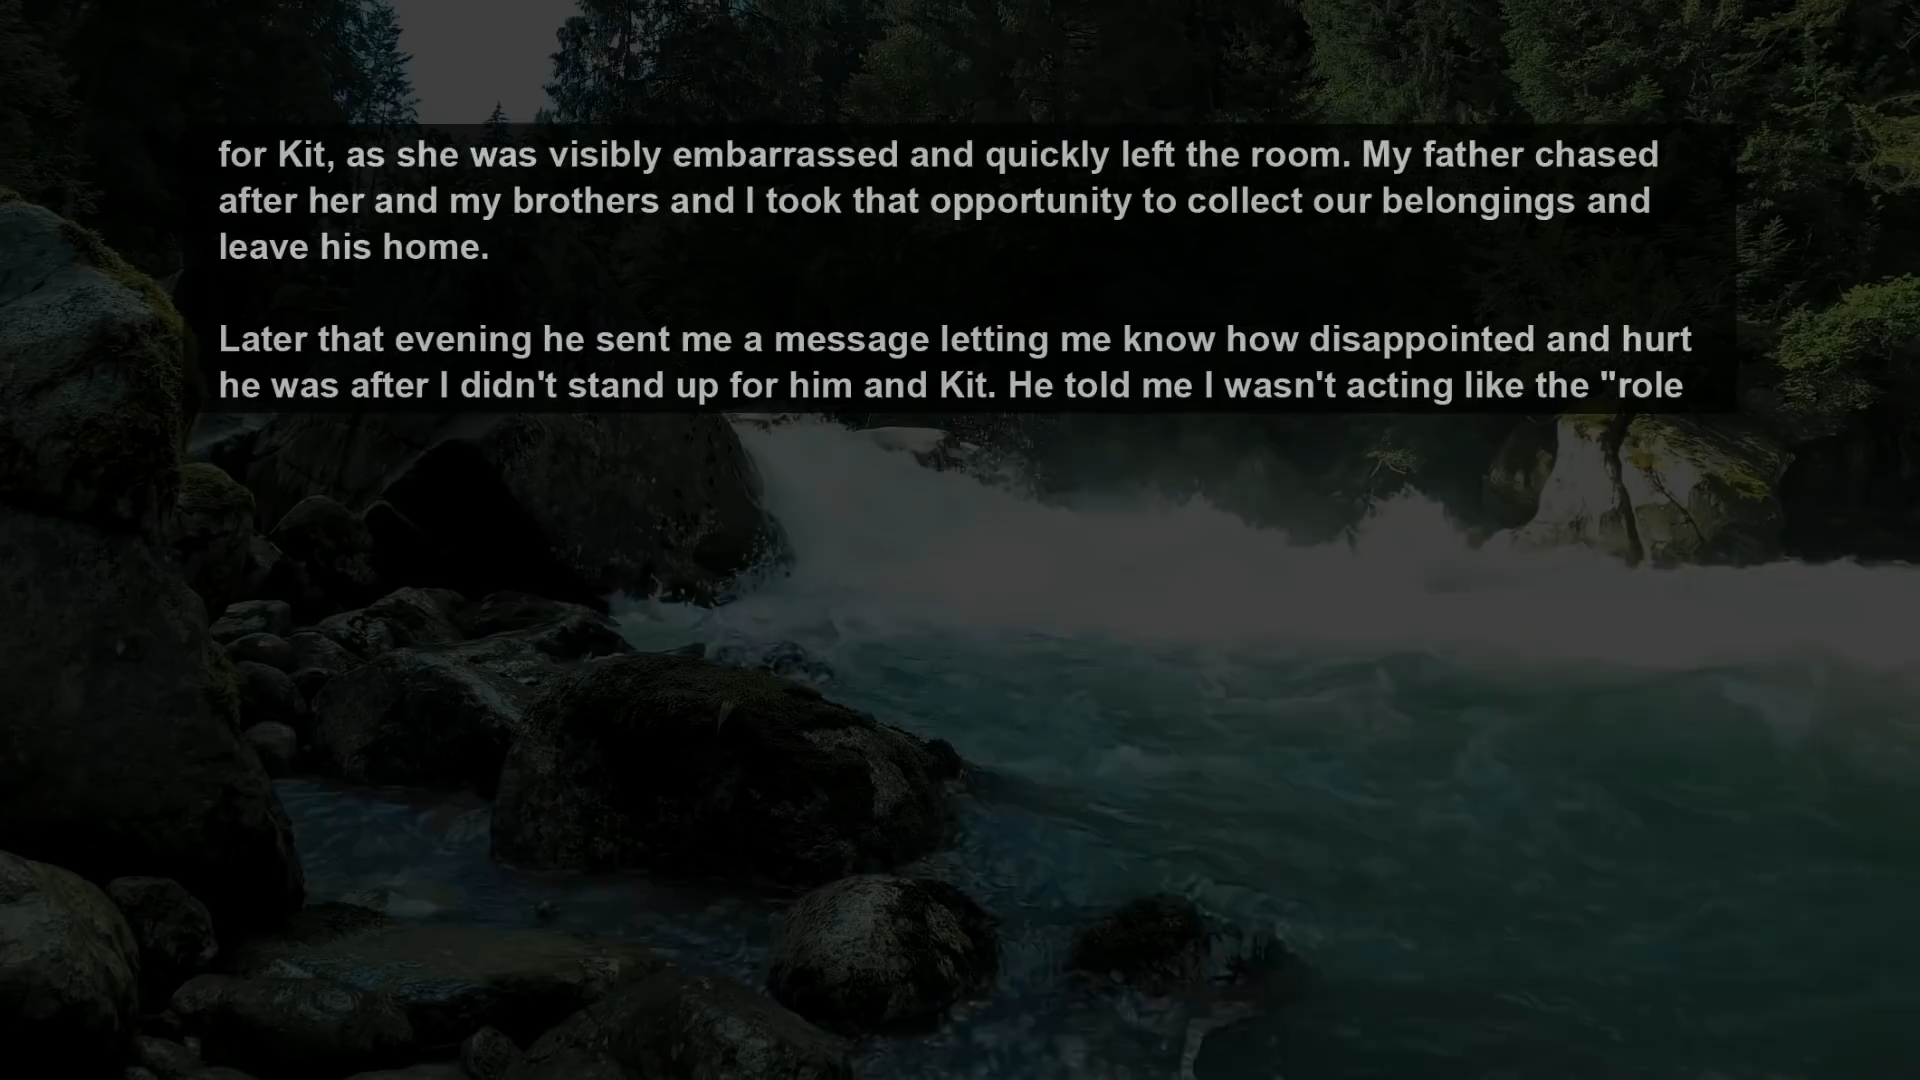 for Kit, as she was visibly embarrassed and quickly left the room. My father chased
after her and my brothers and I took that opportunity to collect our belongings and
leave his home.
Later that evening he sent me a message letting me know how disappointed and hurt
he was after I didn't stand up for him and Kit. He told me I wasn't acting like the "role